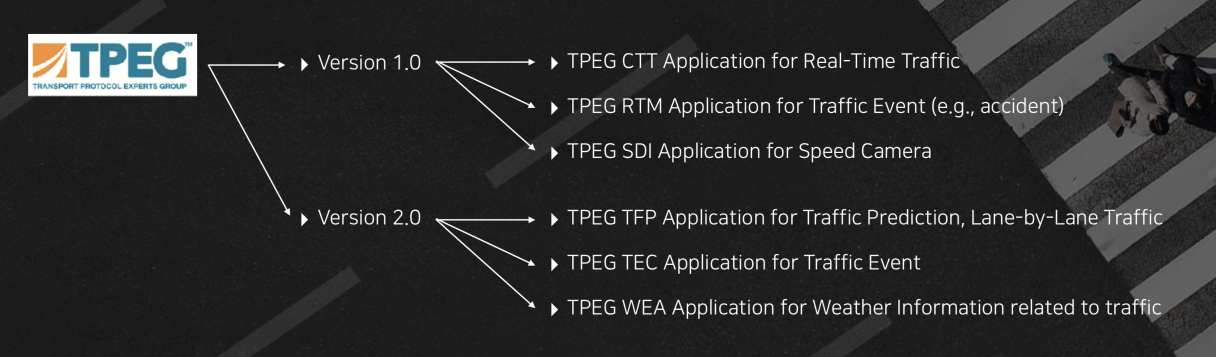 TPEG™
TRANSPORT PROTOCOL EXPERTS GROUP
Version 1.0
TPEG CTT Application for Real-Time Traffic
TPEG RTM Application for Traffic Event (e.g., accident)
TPEG SDI Application for Speed Camera
Version 2.0
TPEG TFP Application for Traffic Prediction, Lane-by-Lane Traffic
TPEG TEC Application for Traffic Event
TPEG WEA Application for Weather Information related to traffic